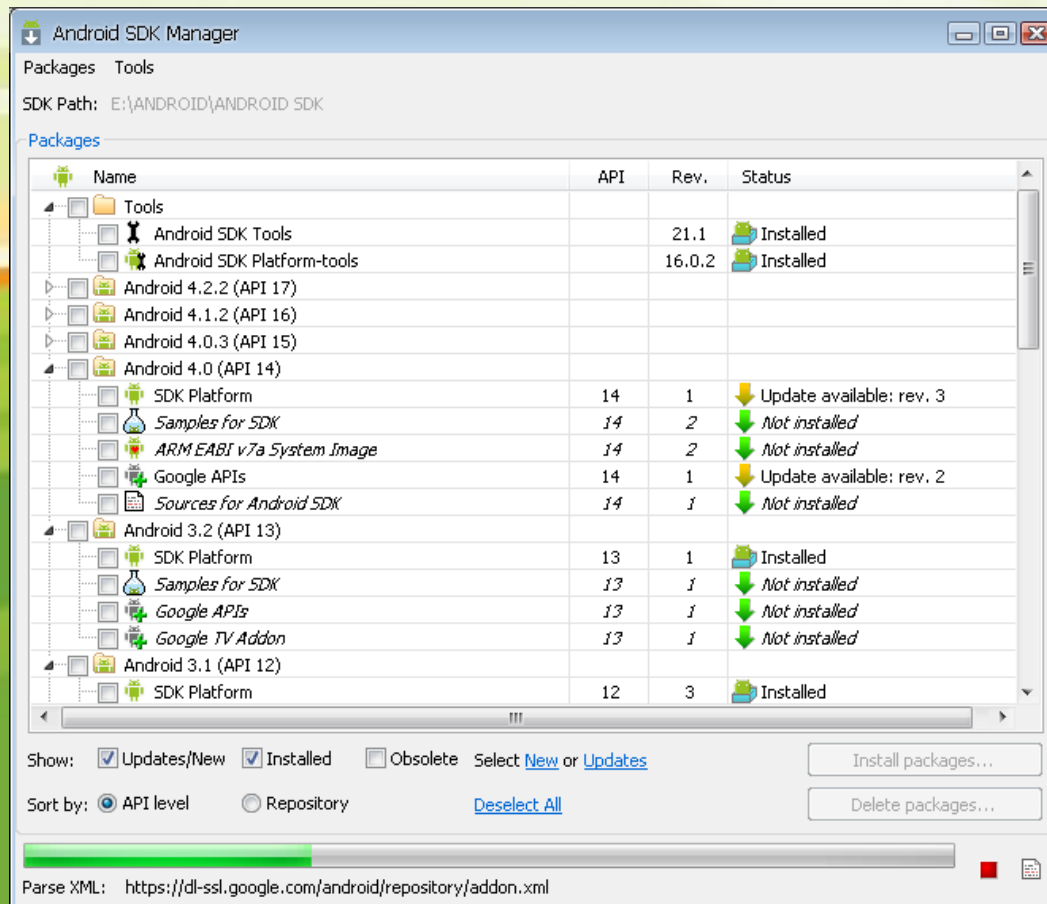 Android SDK Manager
Packages Tools
SDK Path: E:\ANDROID\ANDROID SDK
Packages
Name API Rev. Status
Tools
Android SDK Tools 21.1 Installed
Android SDK Platform-tools 16.0.2 Installed
Android 4.2.2 (API 17)
Android 4.1.2 (API 16)
Android 4.0.3 (API 15)
Android 4.0 (API 14)
SDK Platform 14 1 Update available: rev. 3
Samples for SDK 14 2 Not installed
ARM EABI v7a System Image 14 2 Not installed
Google APIs 14 1 Update available: rev. 2
Sources for Android SDK 14 1 Not installed
Android 3.2 (API 13)
SDK Platform 13 1 Installed
Samples for SDK 13 1 Not installed
Google APIs 13 1 Not installed
Google TV Addon 13 1 Not installed
Android 3.1 (API 12)
SDK Platform 12 3 Installed
Show: Updates/New Installed Obsolete Select New or Updates Install packages...
Sort by: API level Repository Deselect All Delete packages...
Parse XML: https://dl-ssl.google.com/android/repository/addon.xml